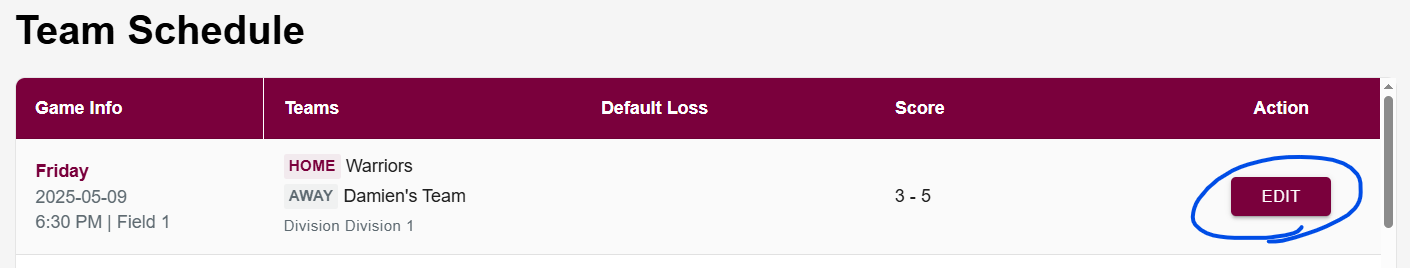 Team Schedule
Game Info Teams Default Loss Score Action
Friday
2025-05-09
6:30 PM | Field 1
HOME Warriors
AWAY Damien's Team
Division Division 1
3 - 5
EDIT